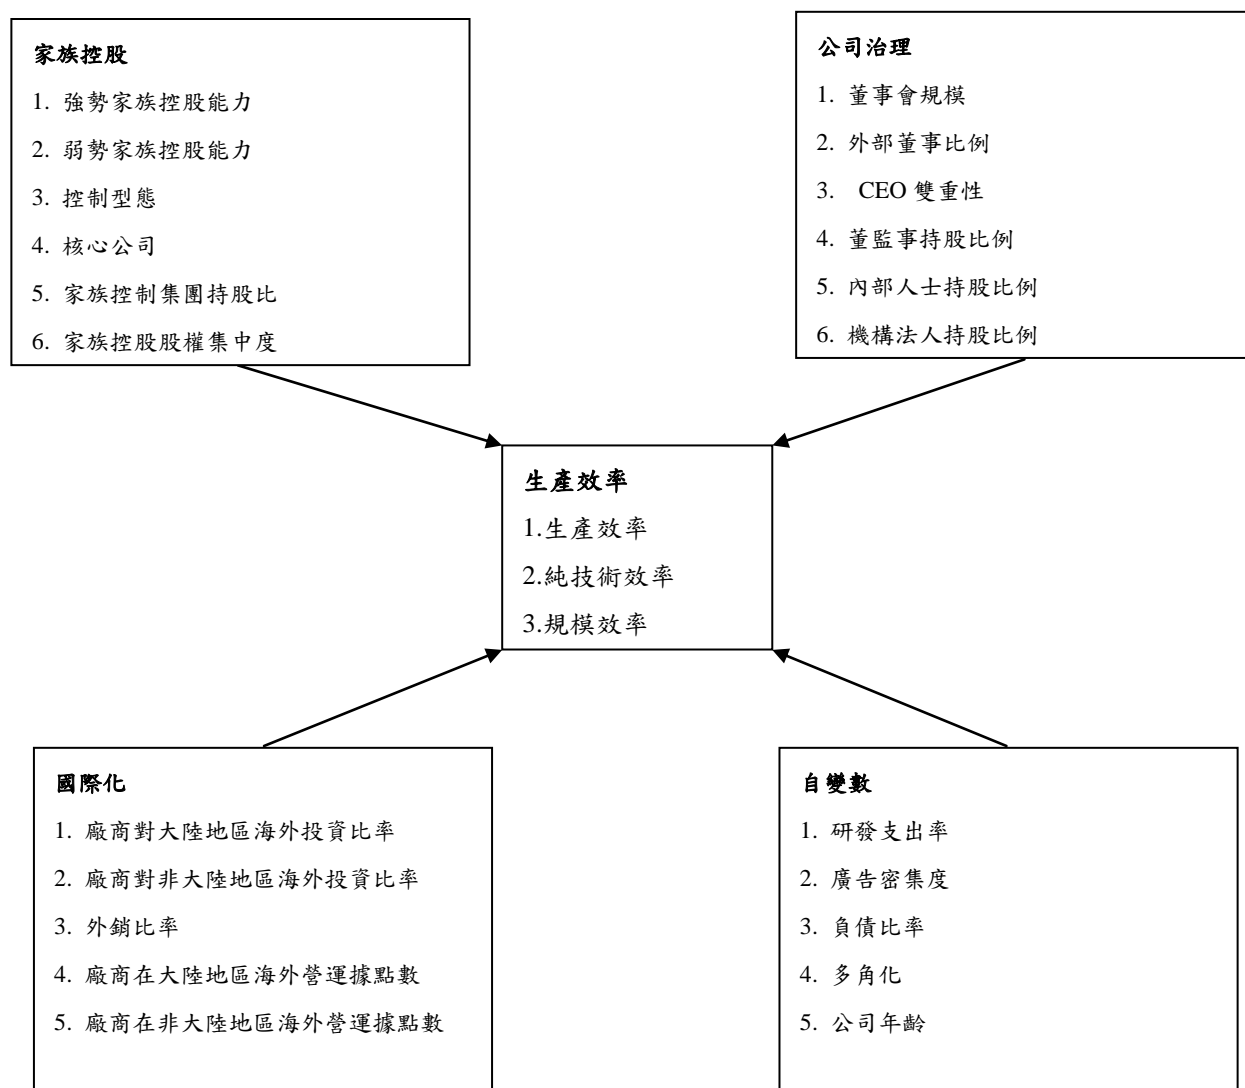 家族控股
1. 強勢家族控股能力
2. 弱勢家族控股能力
3. 控制型態
4. 核心公司
5. 家族控制集團持股比
6. 家族控股股權集中度
公司治理
1. 董事會規模
2. 外部董事比例
3. CEO 雙重性
4. 董監事持股比例
5. 內部人士持股比例
6. 機構法人持股比例
生產效率
1.生產效率
2.純技術效率
3.規模效率
國際化
1. 廠商對大陸地區海外投資比率
2. 廠商對非大陸地區海外投資比率
3. 外銷比率
4. 廠商在大陸地區海外營運據點數
5. 廠商在非大陸地區海外營運據點數
自變數
1. 研發支出率
2. 廣告密集度
3. 負債比率
4. 多角化
5. 公司年齡